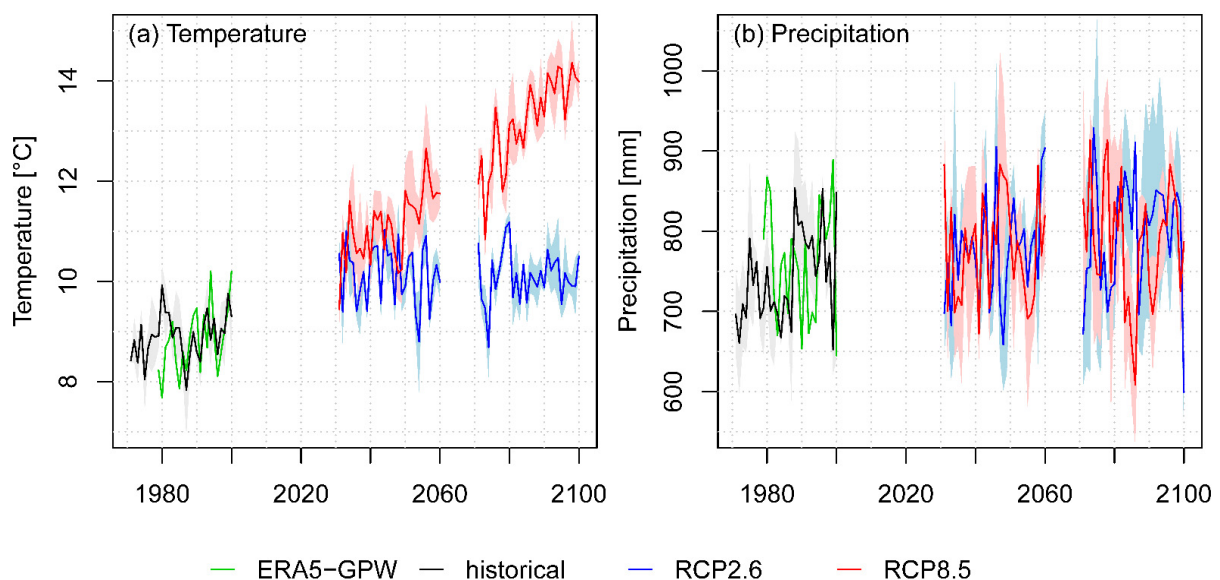 (a) Temperature
(b) Precipitation
Temperature [°C]
14
12
10
8
1980
2020
2060
2100
Precipitation [mm]
1000
900
800
700
600
1980
2020
2060
2100
ERA5−GPW
historical
RCP2.6
RCP8.5